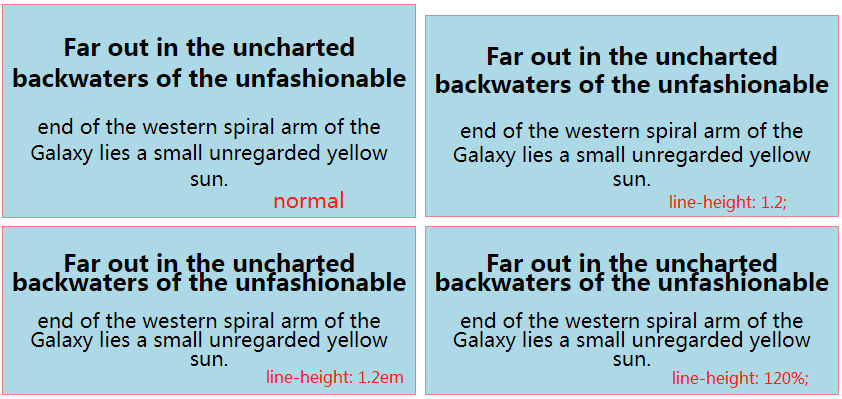 Far out in the uncharted
backwaters of the unfashionable
end of the western spiral arm of the
Galaxy lies a small unregarded yellow
sun.
normal
Far out in the uncharted
backwaters of the unfashionable
end of the western spiral arm of the
Galaxy lies a small unregarded yellow
sun.
line-height: 1.2;
Far out in the uncharted
backwaters of the unfashionable
end of the western spiral arm of the
Galaxy lies a small unregarded yellow
sun.
line-height: 1.2em
Far out in the uncharted
backwaters of the unfashionable
end of the western spiral arm of the
Galaxy lies a small unregarded yellow
sun.
line-height: 120%;